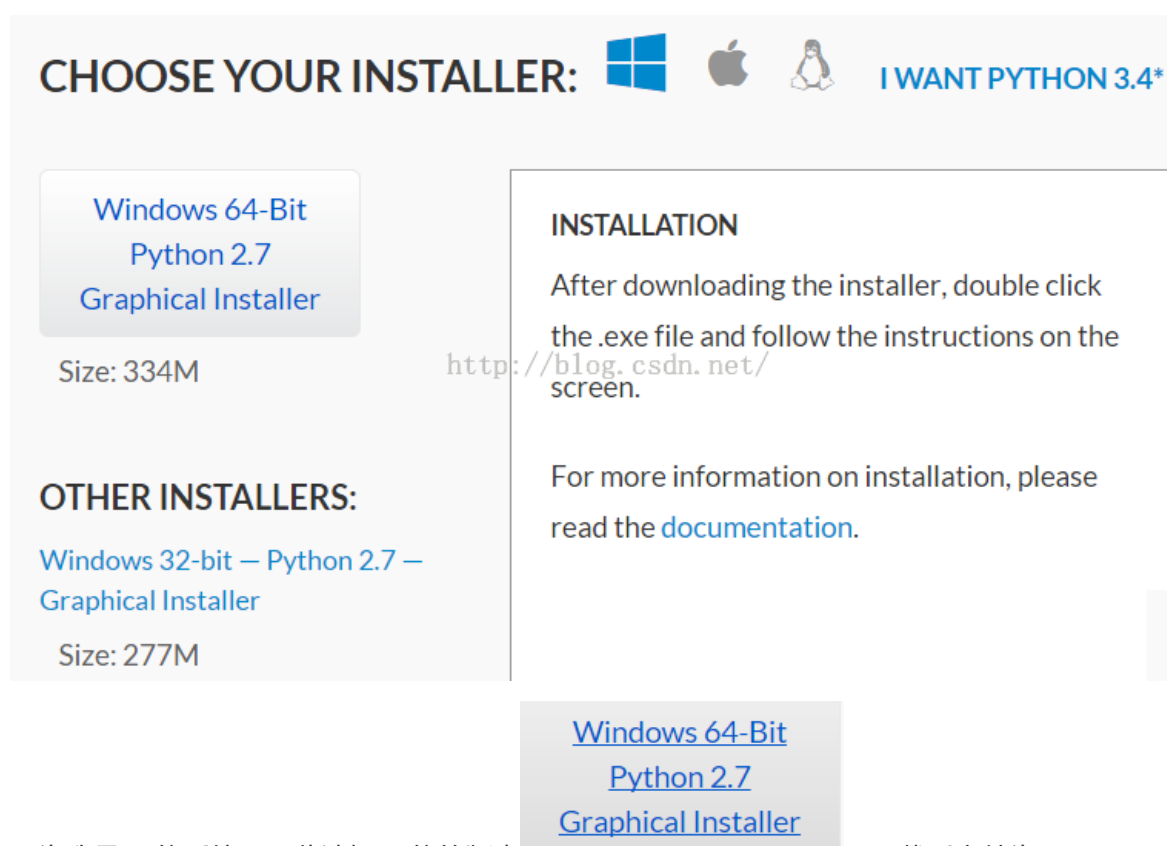 CHOOSE YOUR INSTALLER:
I WANT PYTHON 3.4*
Windows 64-Bit
Python 2.7
Graphical Installer
Size: 334M
OTHER INSTALLERS:
Windows 32-bit — Python 2.7 —
Graphical Installer
Size: 277M
INSTALLATION
After downloading the installer, double click
the .exe file and follow the instructions on the
screen.
http://blog.csdn.net/
For more information on installation, please
read the documentation.
Windows 64-Bit
Python 2.7
Graphical Installer